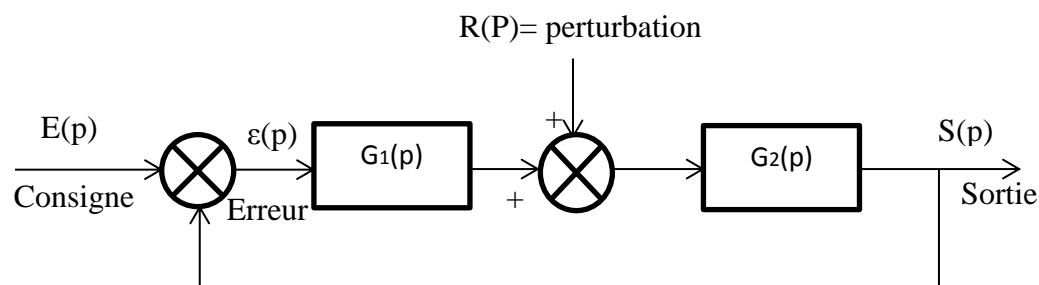 R(P)= perturbation
+
E(p)
ε(p)
G1(p)
G2(p)
S(p)
Consigne
Erreur
+
Sortie